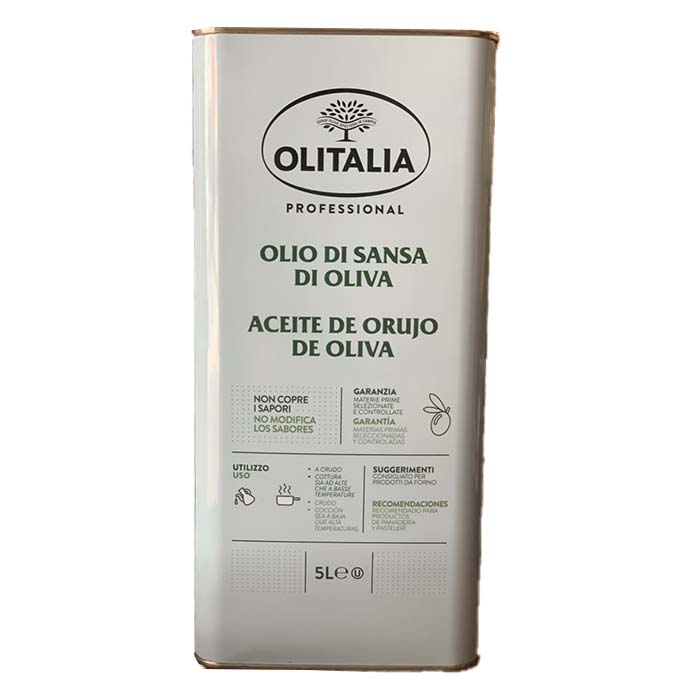 OLITALIA
PROFESSIONAL
OLIO DI SANSA
DI OLIVA
ACEITE DE ORUJO
DE OLIVA
NON COPRE
I SAPORI
NO MODIFICA
LOS SABORES
GARANZIA
MATERIE PRIME
SELEZIONATE
E CONTROLLATE
GARANTÍA
MATERIAS PRIMAS
SELECCIONADAS
Y CONTROLADAS
UTILIZZO
USO
• A CRUDO
• COTTURA
SIA AD ALTE
CHE A BASSE
TEMPERATURE
• CRUDO
• COCCIÓN
SEA A BAJA
QUE ALTA
TEMPERATURAS
SUGGERIMENTI
CONSIGLIATO PER
PRODOTTI DA FORNO
RECOMENDACIONES
RECOMENDADO PARA
PRODUCTOS
DE PANADERÍA
Y PASTELERÍ
5L℮ U